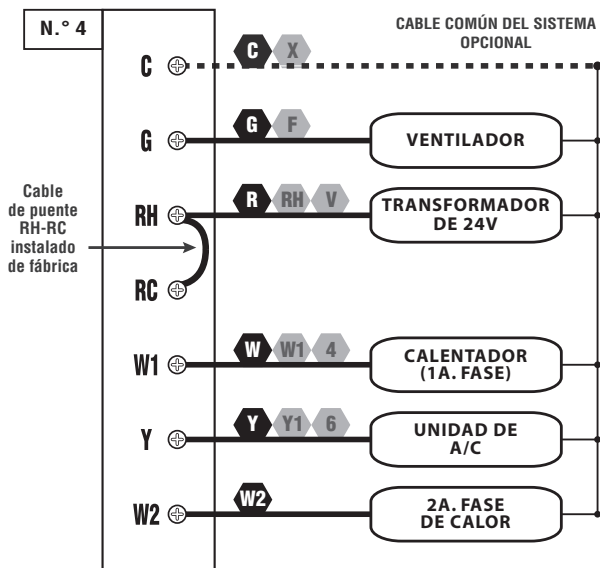 N.° 4
CABLE COMÚN DEL SISTEMA
OPCIONAL
C
C X
G
G F
VENTILADOR
Cable
de puente
RH-RC
instalado
de fábrica
RH
R RH V
TRANSFORMADOR
DE 24V
RC
W1
W W1 4
CALENTADOR
(1A. FASE)
Y
Y Y1 6
UNIDAD DE
A/C
W2
W2
2A. FASE
DE CALOR